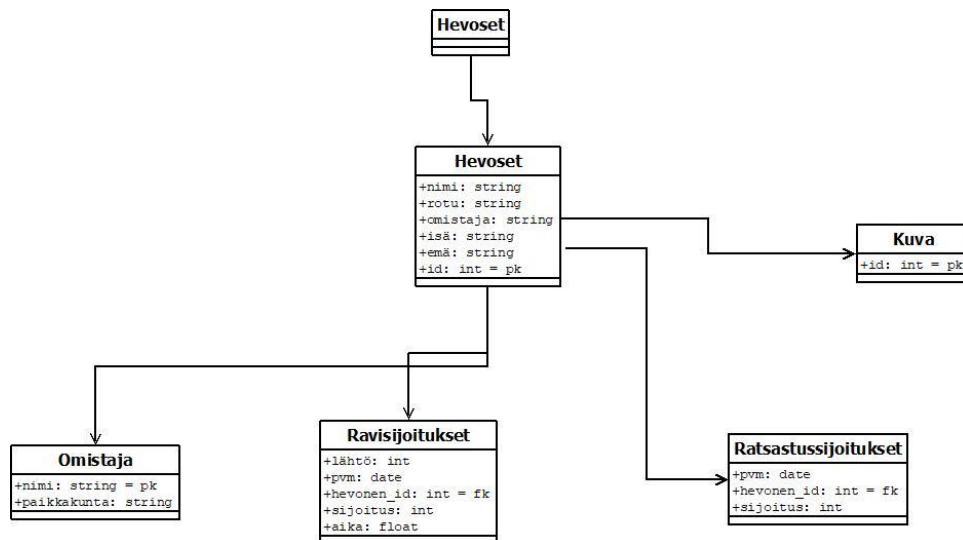 Hevoset
Hevoset
+nimi: string
+rotu: string
+omistaja: string
+isä: string
+emä: string
+id: int = pk
Kuva
+id: int = pk
Omistaja
+nimi: string = pk
+paikkakunta: string
Ravisijoitukset
+lähtö: int
+pvm: date
+hevonen_id: int = fk
+sijoitus: int
+aika: float
Ratsastussijoitukset
+pvm: date
+hevonen_id: int = fk
+sijoitus: int